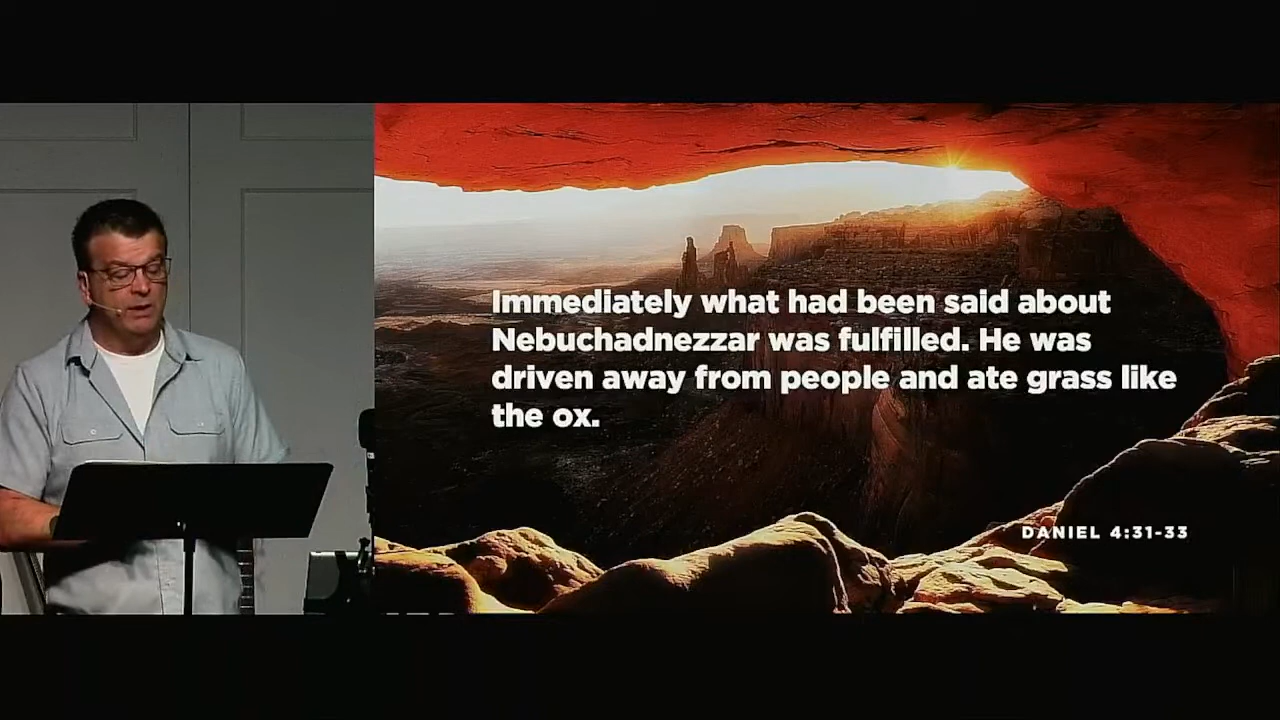 Immediately what had been said about
Nebuchadnezzar was fulfilled. He was
driven away from people and ate grass like
the ox.
DANIEL 4:31-33